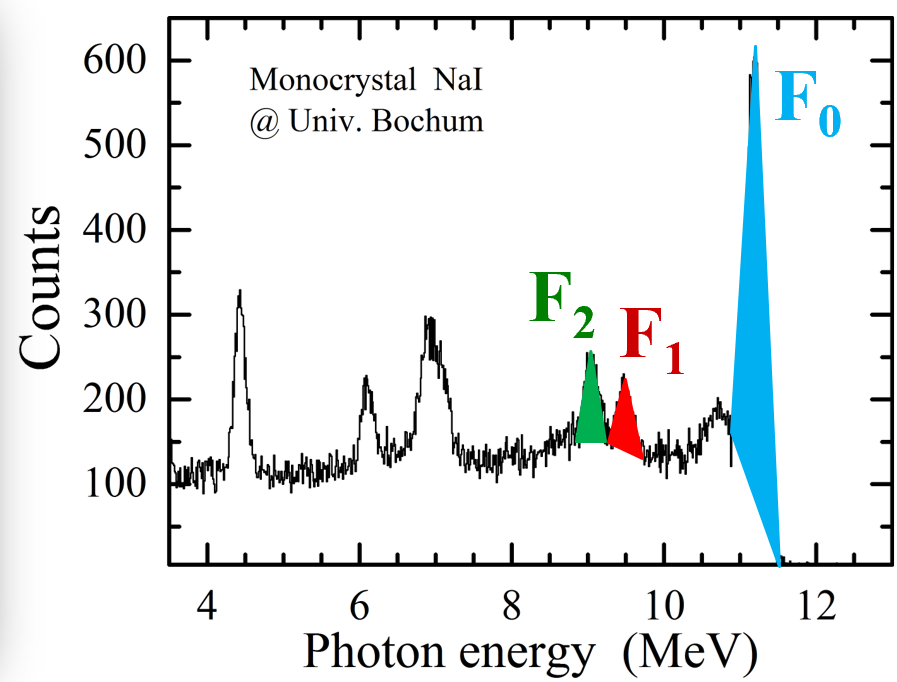 Monocrystal NaI
@ Univ. Bochum
F0
F2
F1
600
500
400
300
200
100
Counts
4 6 8 10 12
Photon energy (MeV)